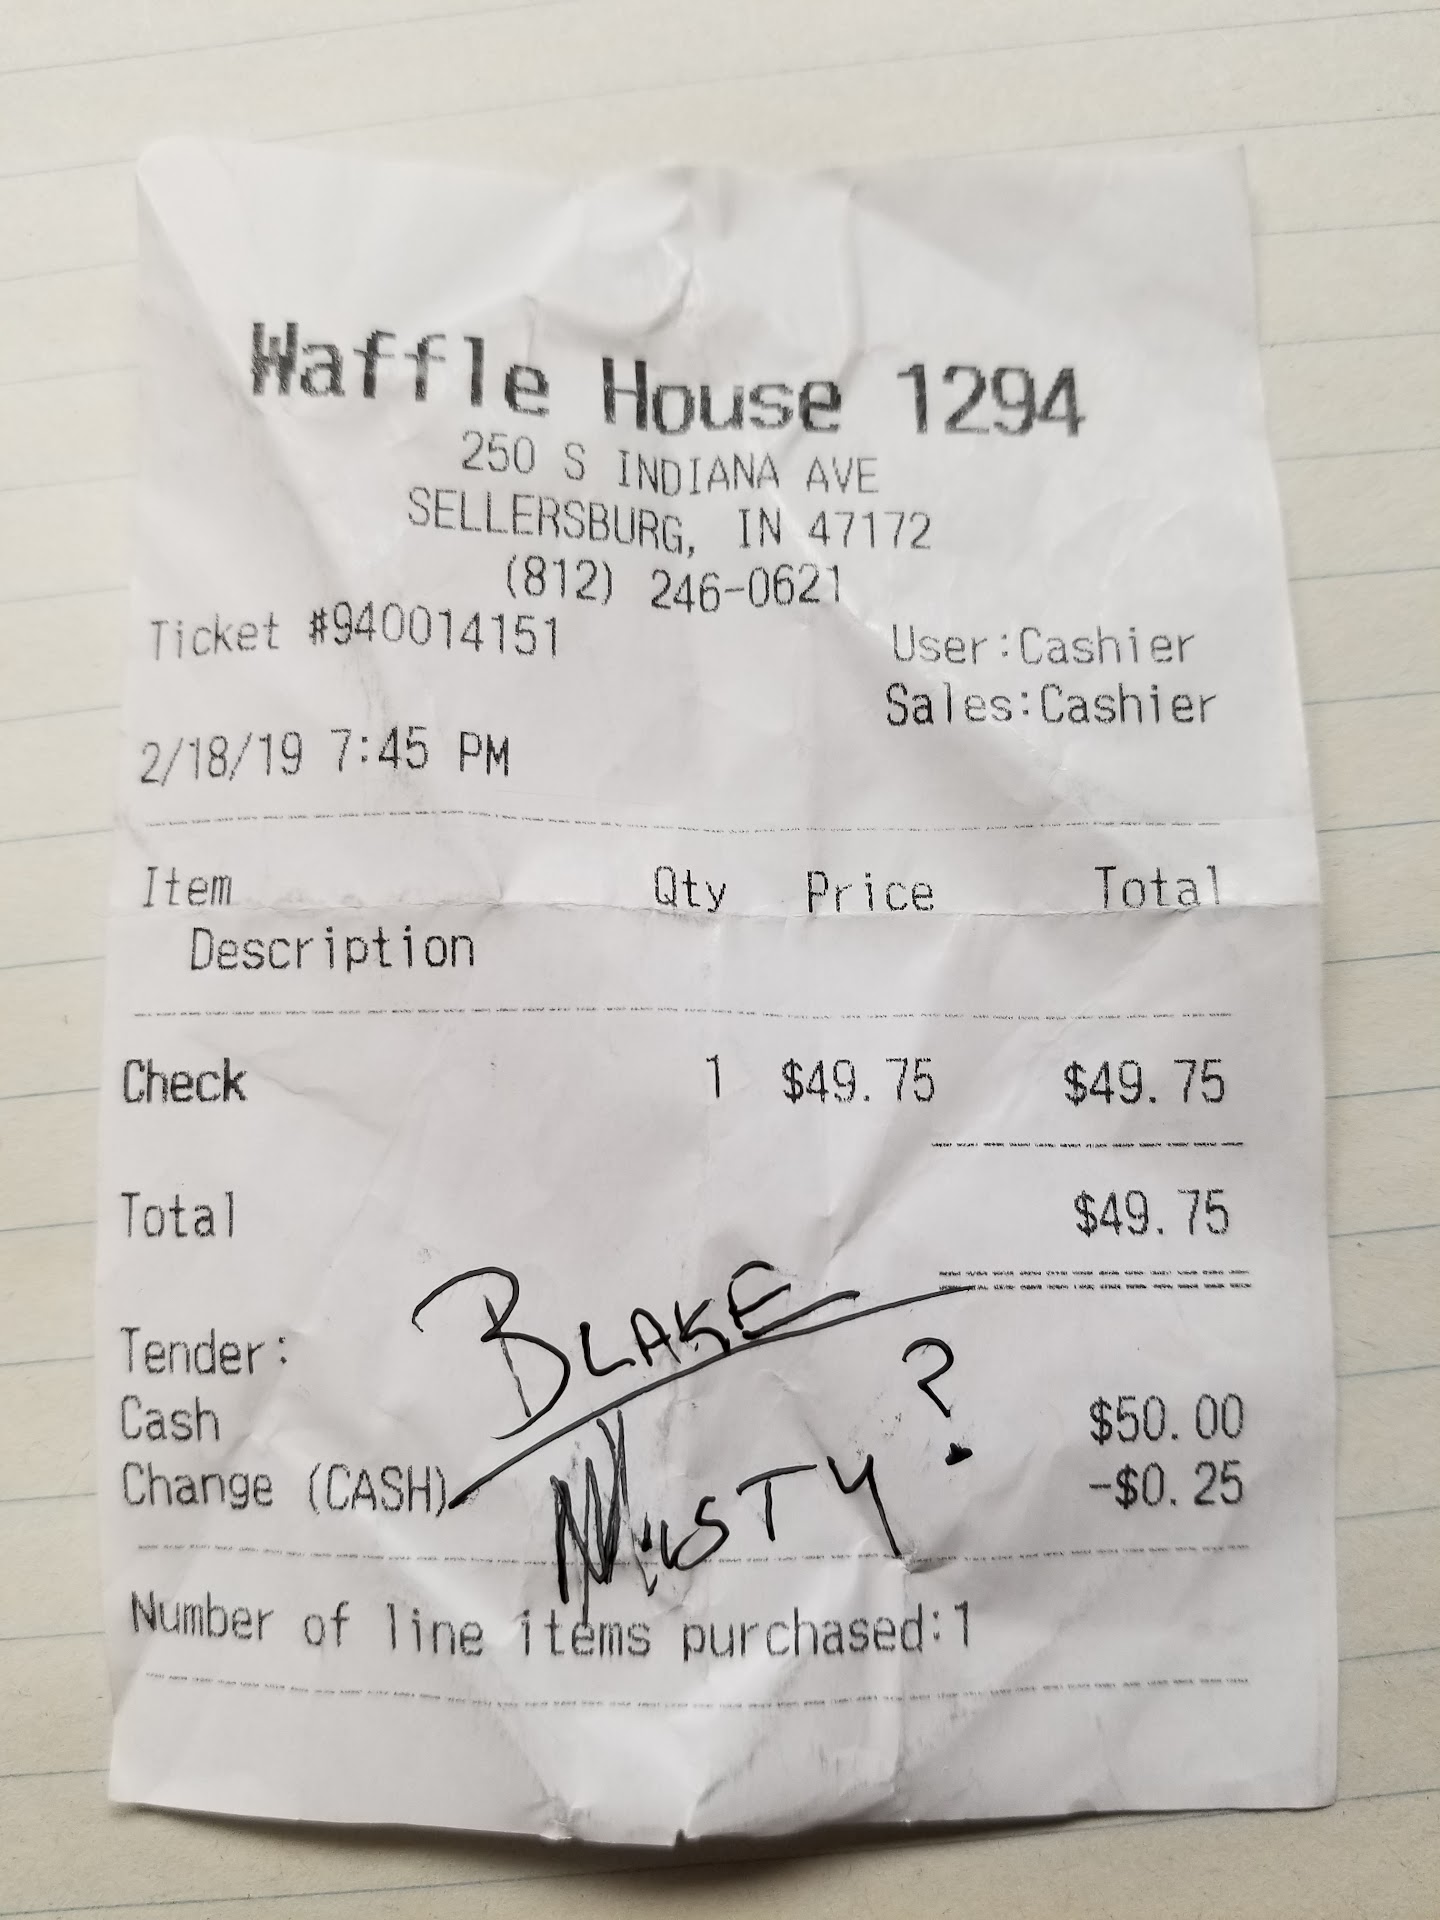 Waffle House 1294
250 S INDIANA AVE
SELLERSBURG, IN 47172
(812) 246-0621
Ticket #940014151 User:Cashier
Sales:Cashier
2/18/19 7:45 PM
Item Qty Price Total
Description
Check 1 $49.75 $49.75
Total $49.75
BLAKE
Tender:
Cash $50.00
Change (CASH) -$0.25
MISTY ?
Number of line items purchased:1